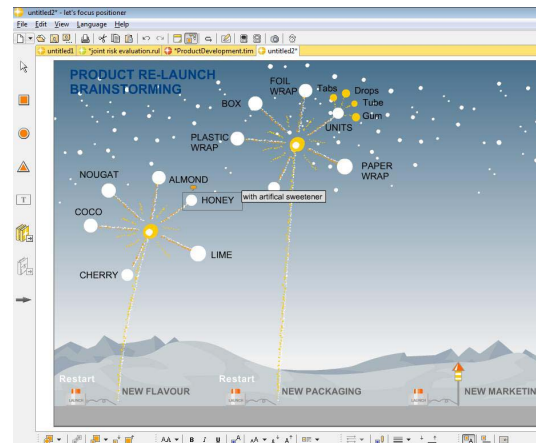 untitled2* - let's focus positioner
File Edit View Language Help
untitled1 *joint risk evaluation.rul *ProductDevelopment.tim untitled2*
PRODUCT RE-LAUNCH
BRAINSTORMING
FOIL
WRAP
Tabs
Drops
Tube
Gum
BOX
UNITS
PLASTIC
WRAP
PAPER
WRAP
NOUGAT
ALMOND
HONEY
with artifical sweetener
COCO
LIME
CHERRY
Restart
NEW FLAVOUR
Restart
NEW PACKAGING
NEW MARKETIN
T
AA B I U